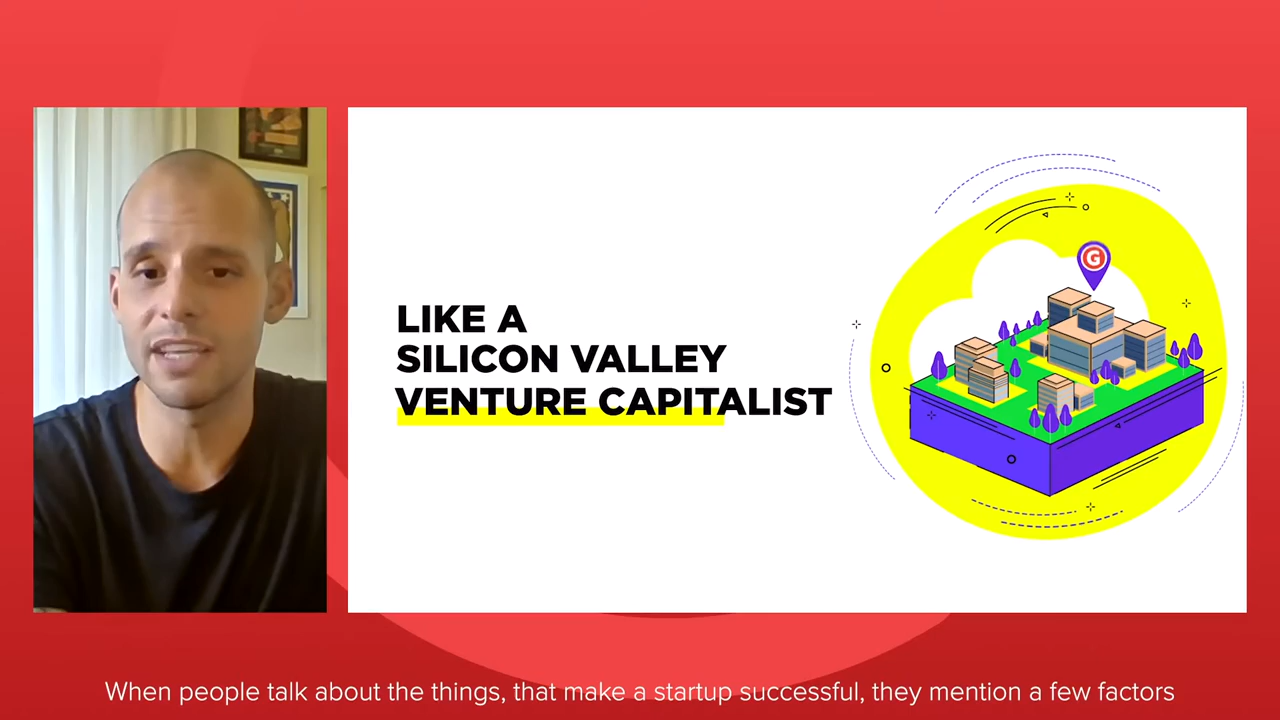 LIKE A
SILICON VALLEY
VENTURE CAPITALIST
G
When people talk about the things, that make a startup successful, they mention a few factors